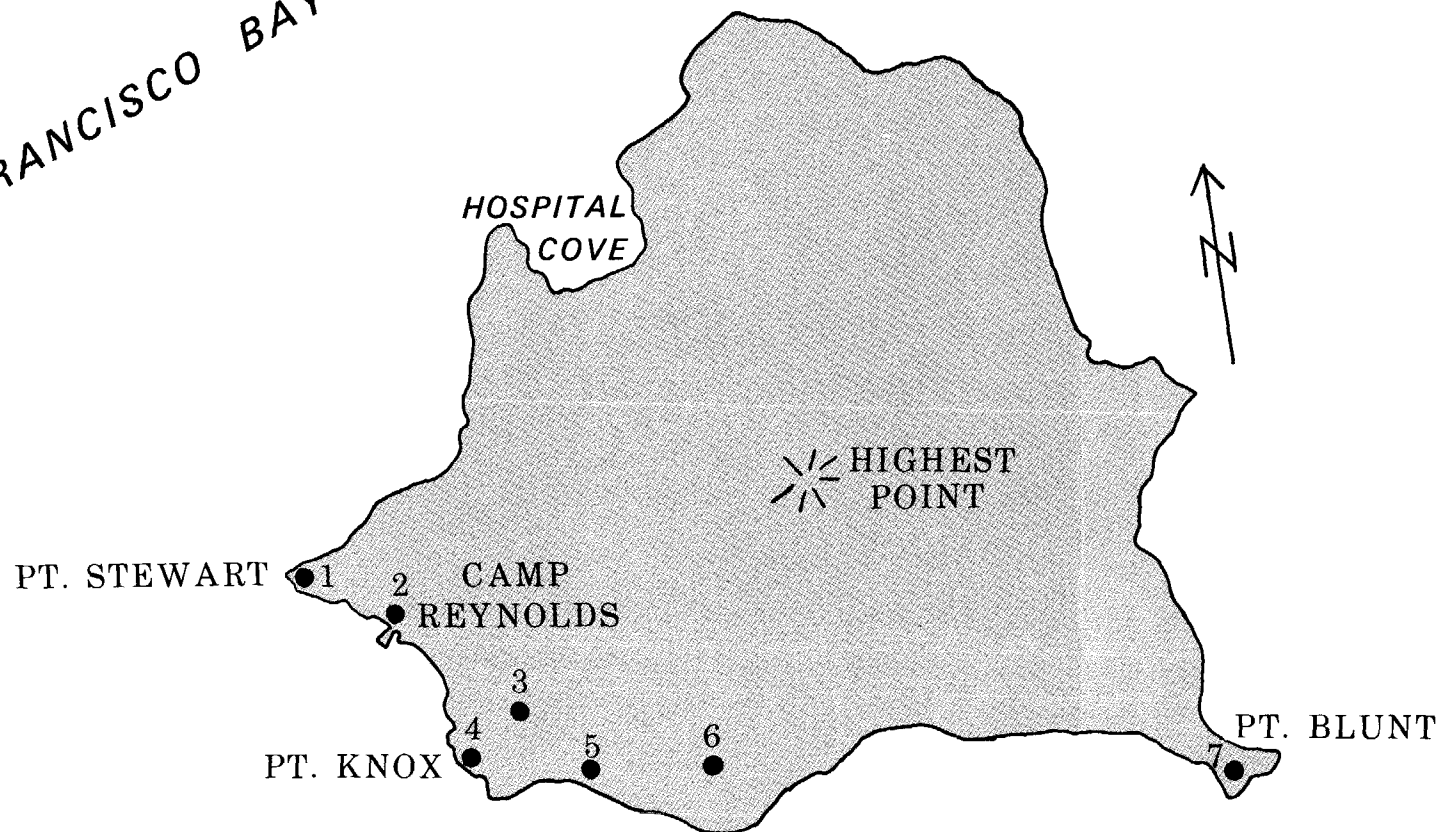 RANCISCO BAY
HOSPITAL
COVE
N
HIGHEST
POINT
PT. STEWART
1
2
CAMP
REYNOLDS
3
4
PT. KNOX
5
6
7
PT. BLUNT